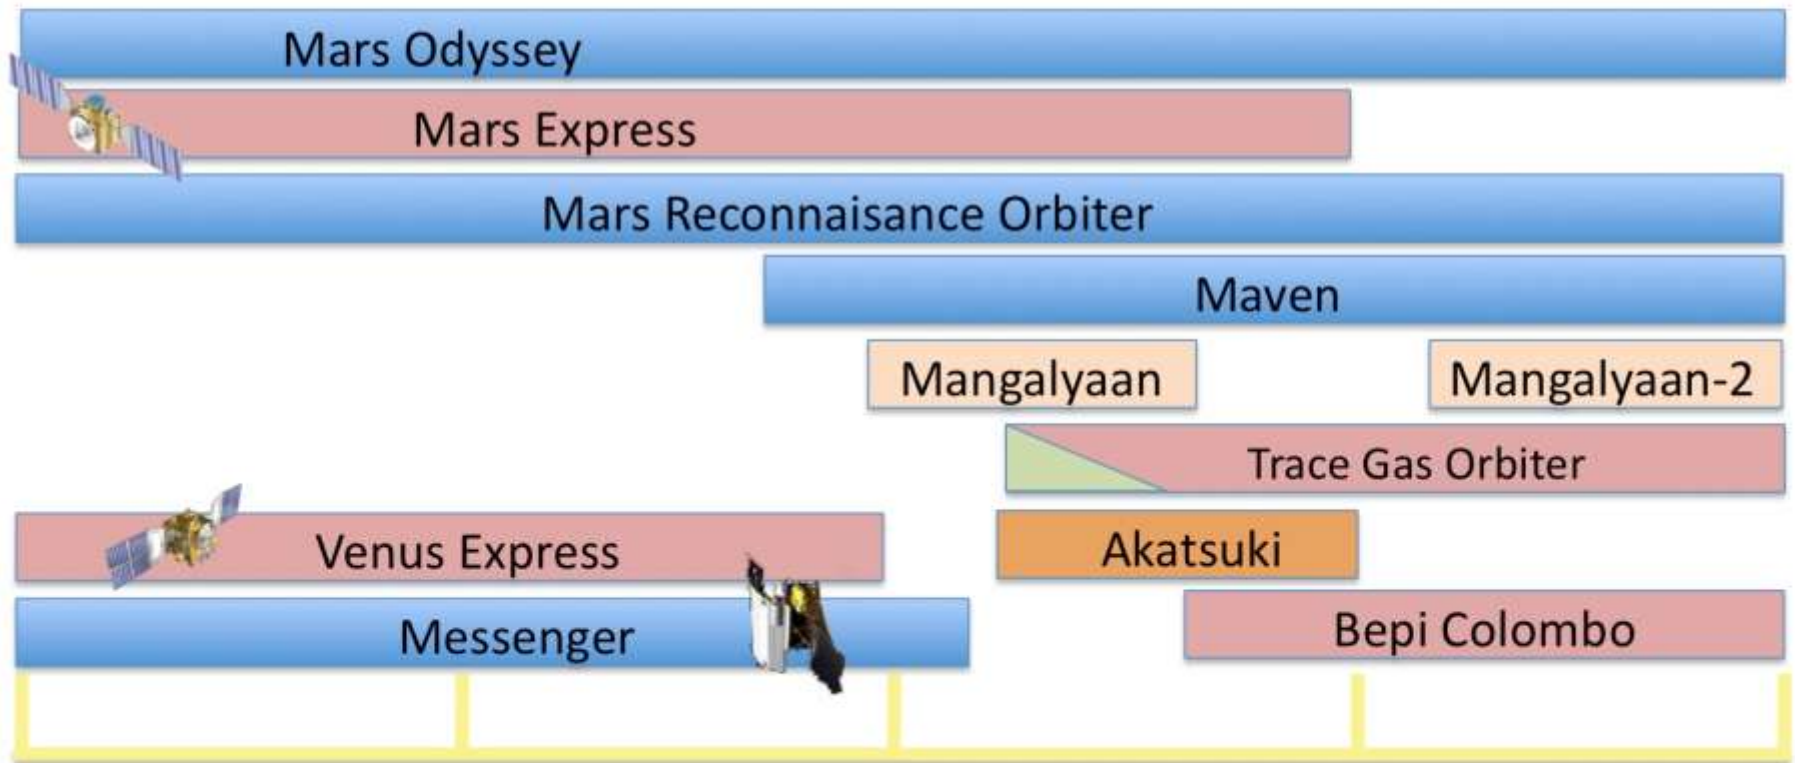 Mars Odyssey
Mars Express
Mars Reconnaisance Orbiter
Maven
Mangalyaan
Mangalyaan-2
Trace Gas Orbiter
Venus Express
Akatsuki
Messenger
Bepi Colombo